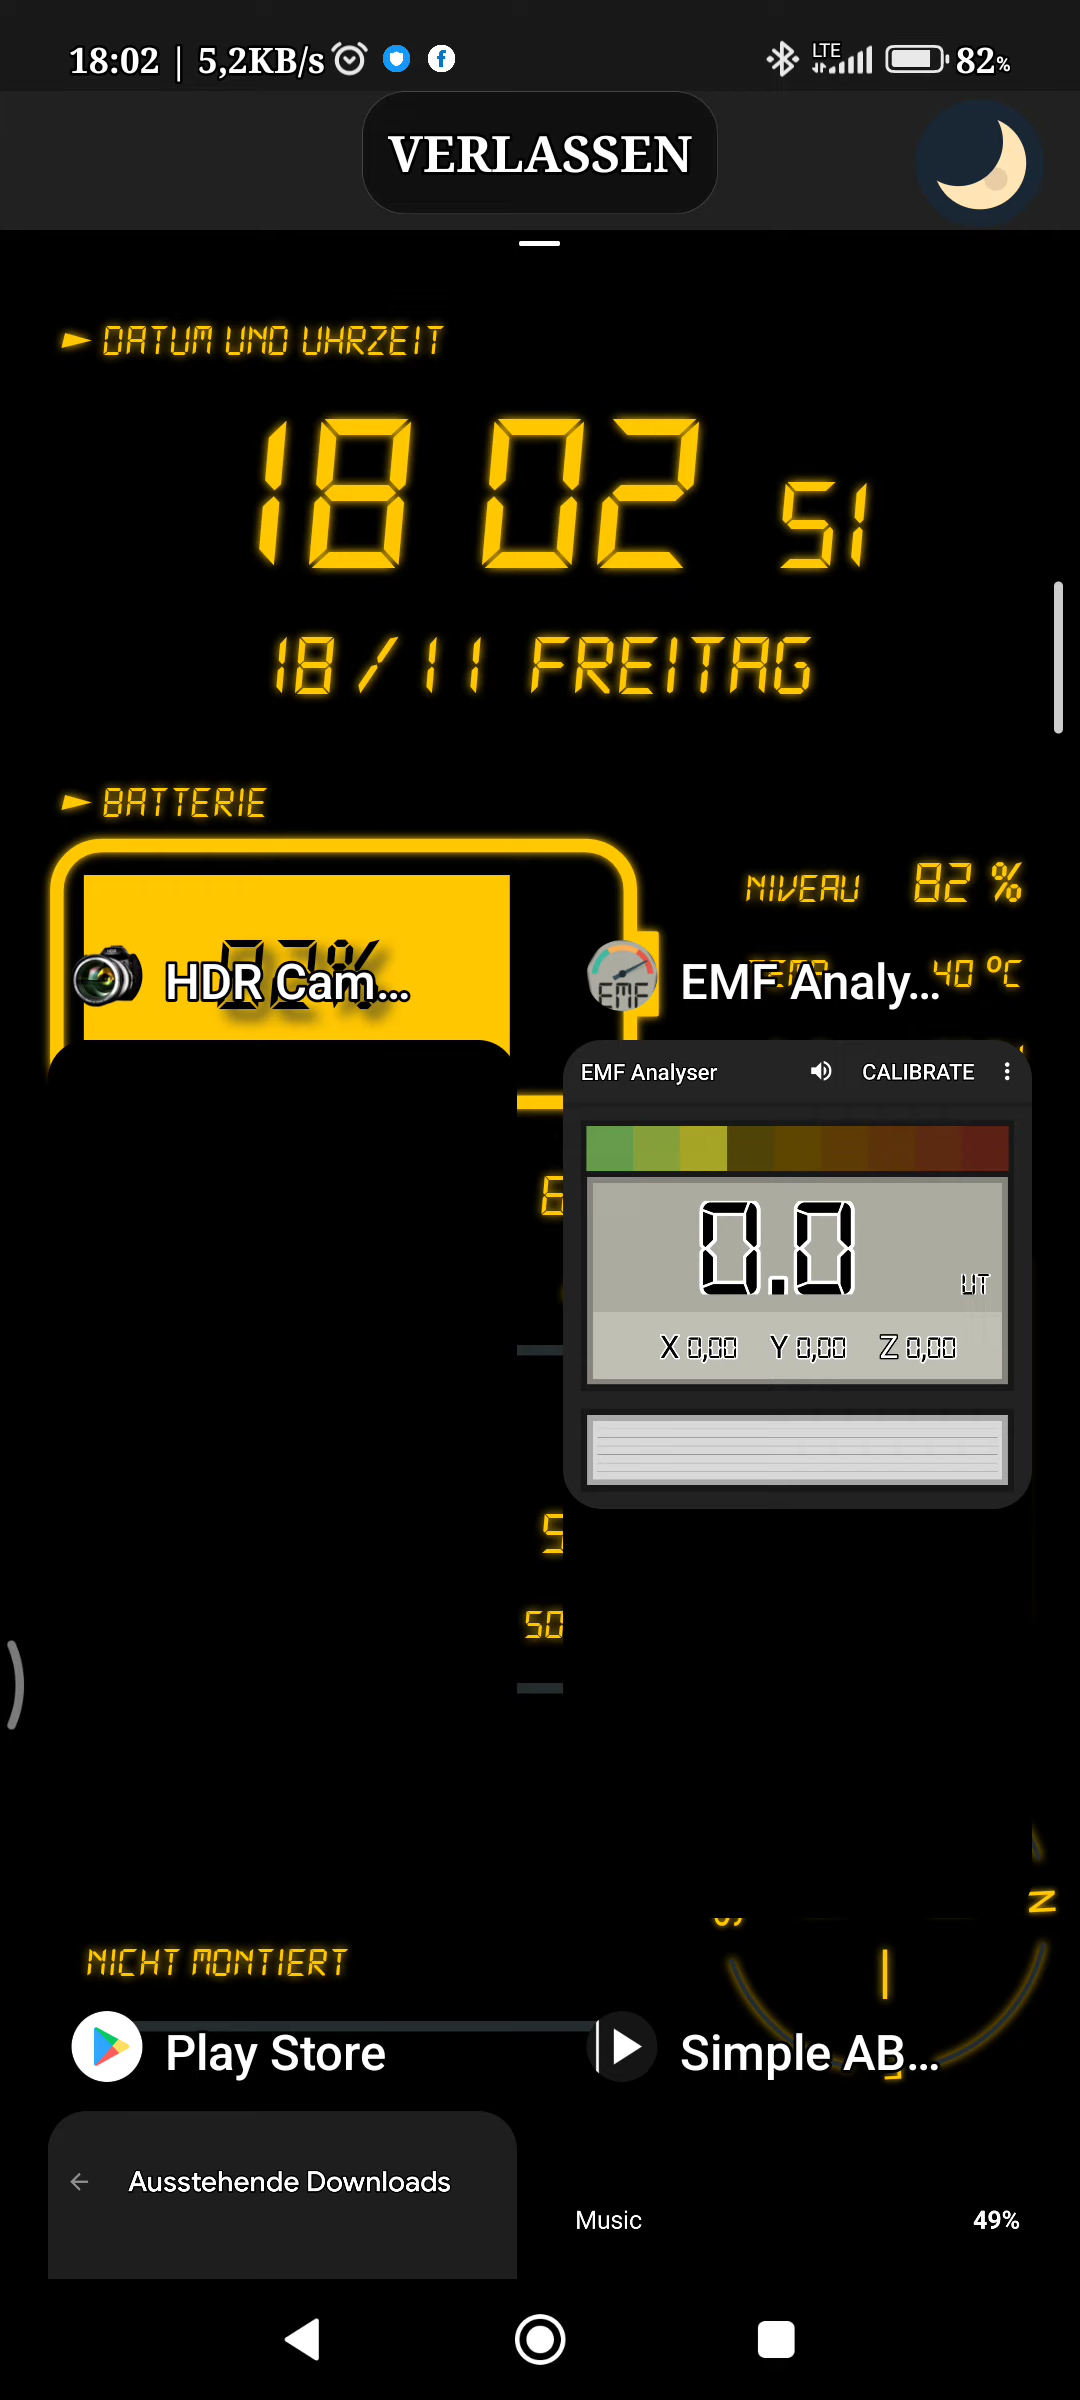 18:02 | 5,2KB/s LTE 82%
VERLASSEN
DATUM UND UHRZEIT
18 02 51
18/11 FREITAG
BATTERIE
NIVEAU 82 %
82%
HDR Cam...
EMF Analy...
40 °C
EMF Analyser CALIBRATE
0.0 UT
X 0,00 Y 0,00 Z 0,00
50
N
NICHT MONTIERT
Play Store
Simple AB...
Ausstehende Downloads
Music 49%